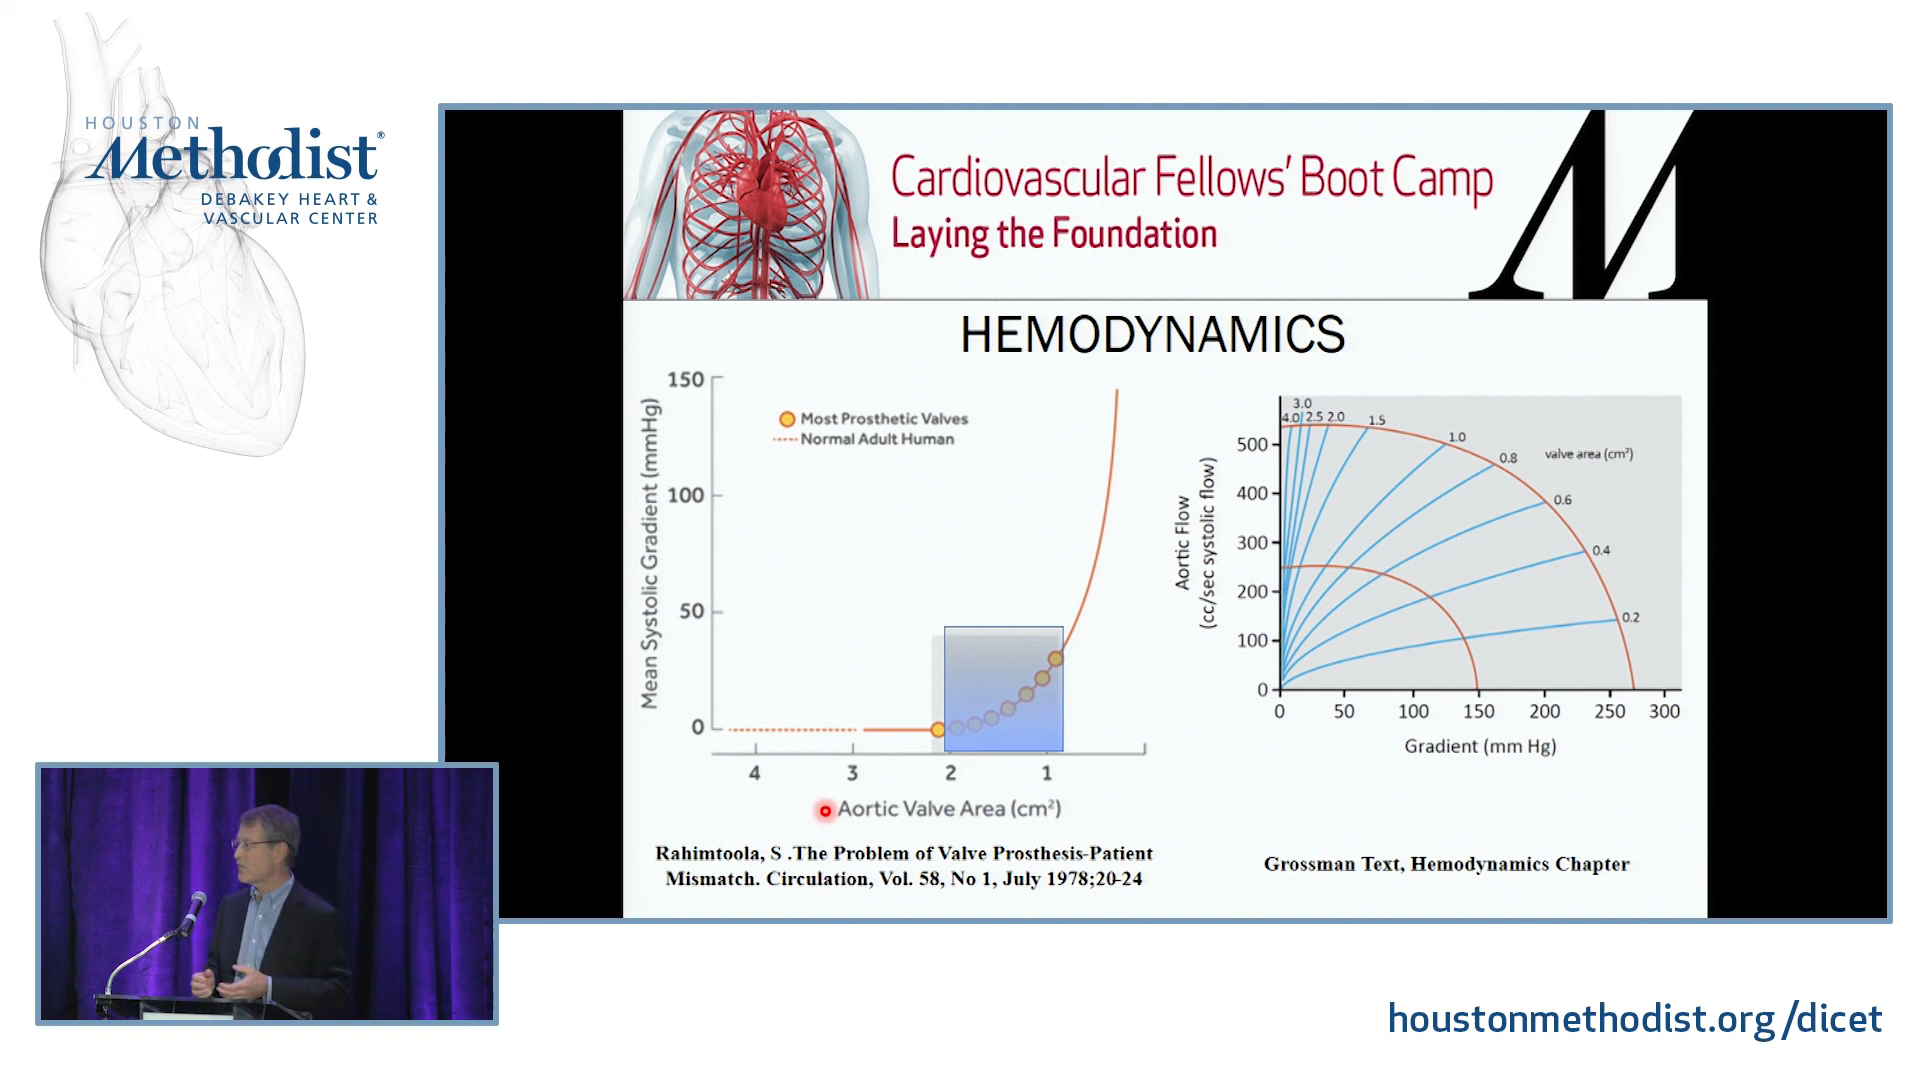 HOUSTON
Methodist®
DEBAKEY HEART &
VASCULAR CENTER
Cardiovascular Fellows' Boot Camp
Laying the Foundation
M
HEMODYNAMICS
Mean Systolic Gradient (mmHg)
150
100
50
0
Most Prosthetic Valves
Normal Adult Human
4 3 2 1
Aortic Valve Area (cm²)
Rahimtoola, S .The Problem of Valve Prosthesis-Patient
Mismatch. Circulation, Vol. 58, No 1, July 1978;20-24
Aortic Flow
(cc/sec systolic flow)
500
400
300
200
100
0
3.0
4.0 2.5 2.0 1.5
1.0
0.8
valve area (cm²)
0.6
0.4
0.2
0 50 100 150 200 250 300
Gradient (mm Hg)
Grossman Text, Hemodynamics Chapter
houstonmethodist.org/dicet